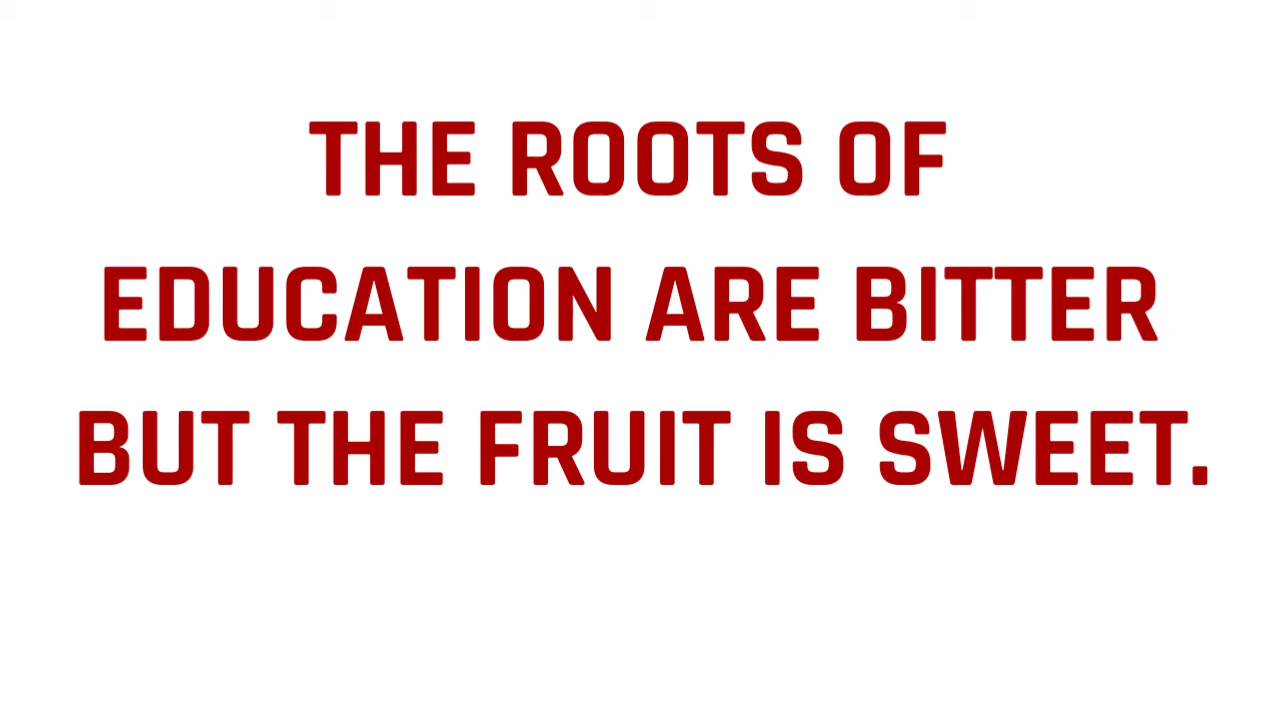 THE ROOTS OF
EDUCATION ARE BITTER
BUT THE FRUIT IS SWEET.